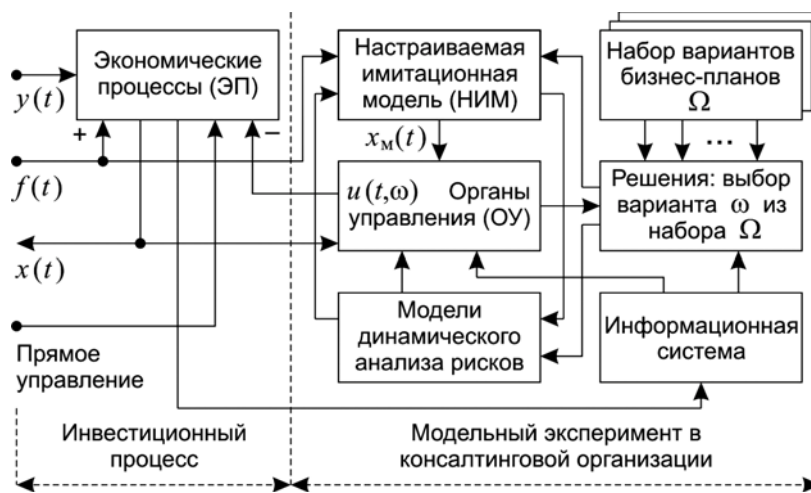 Экономические
процессы (ЭП)
y(t)
+
−
f(t)
x(t)
Прямое
управление
Настраиваемая
имитационная
модель (НИМ)
xм(t)
u(t,ω) Органы
управления (ОУ)
Модели
динамического
анализа рисков
Набор вариантов
бизнес-планов
Ω
...
Решения: выбор
варианта ω из
набора Ω
Информационная
система
Инвестиционный
процесс
Модельный эксперимент в
консалтинговой организации